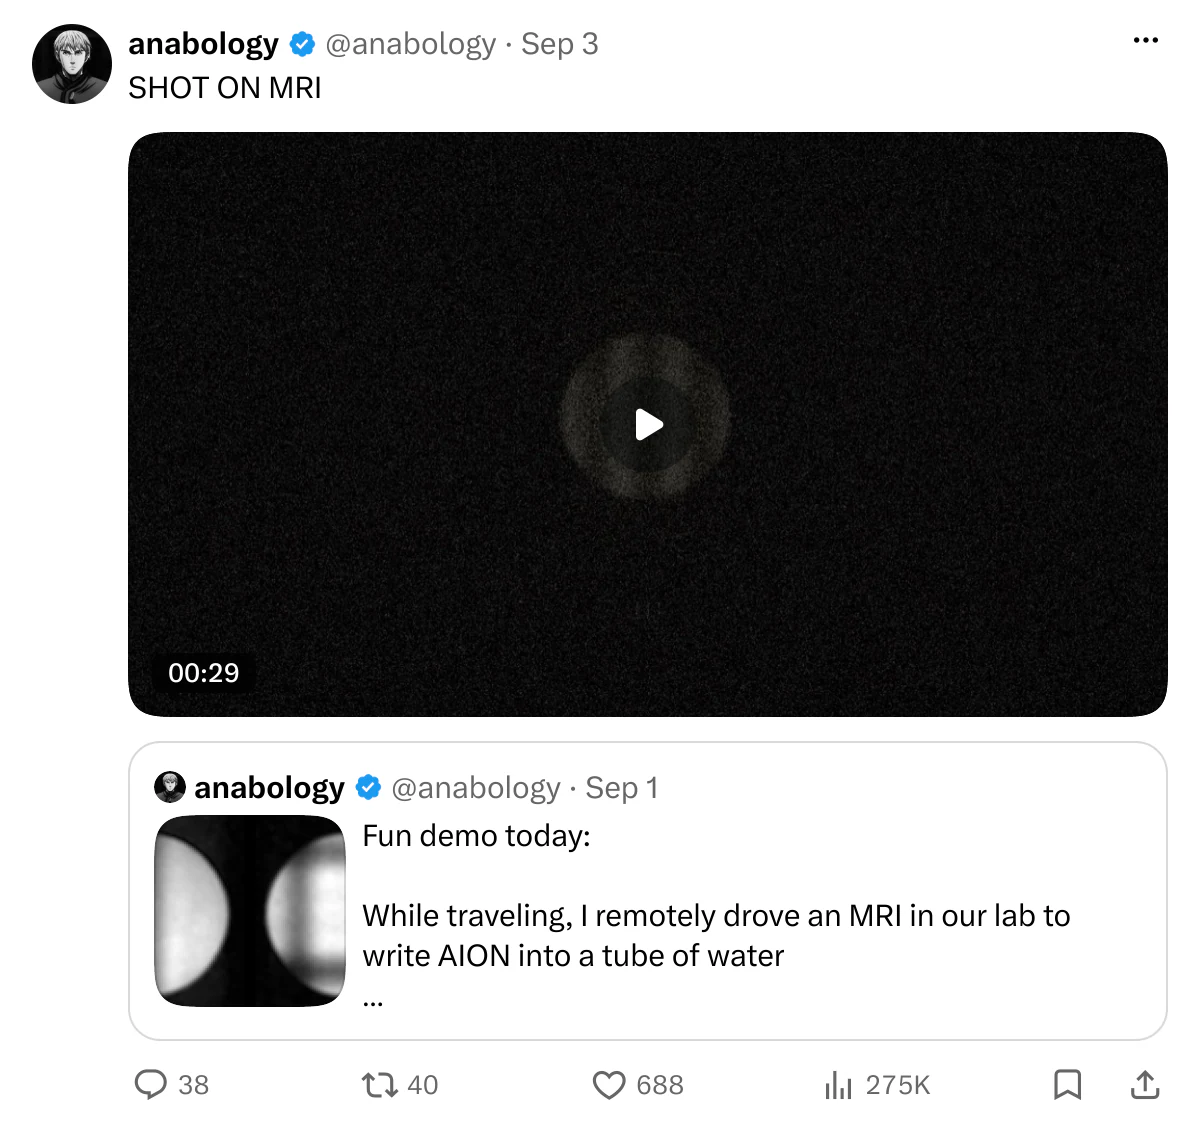 anabology @anabology · Sep 3
SHOT ON MRI
00:29
anabology @anabology · Sep 1
Fun demo today:
While traveling, I remotely drove an MRI in our lab to
write AION into a tube of water
...
38 40 688 275K